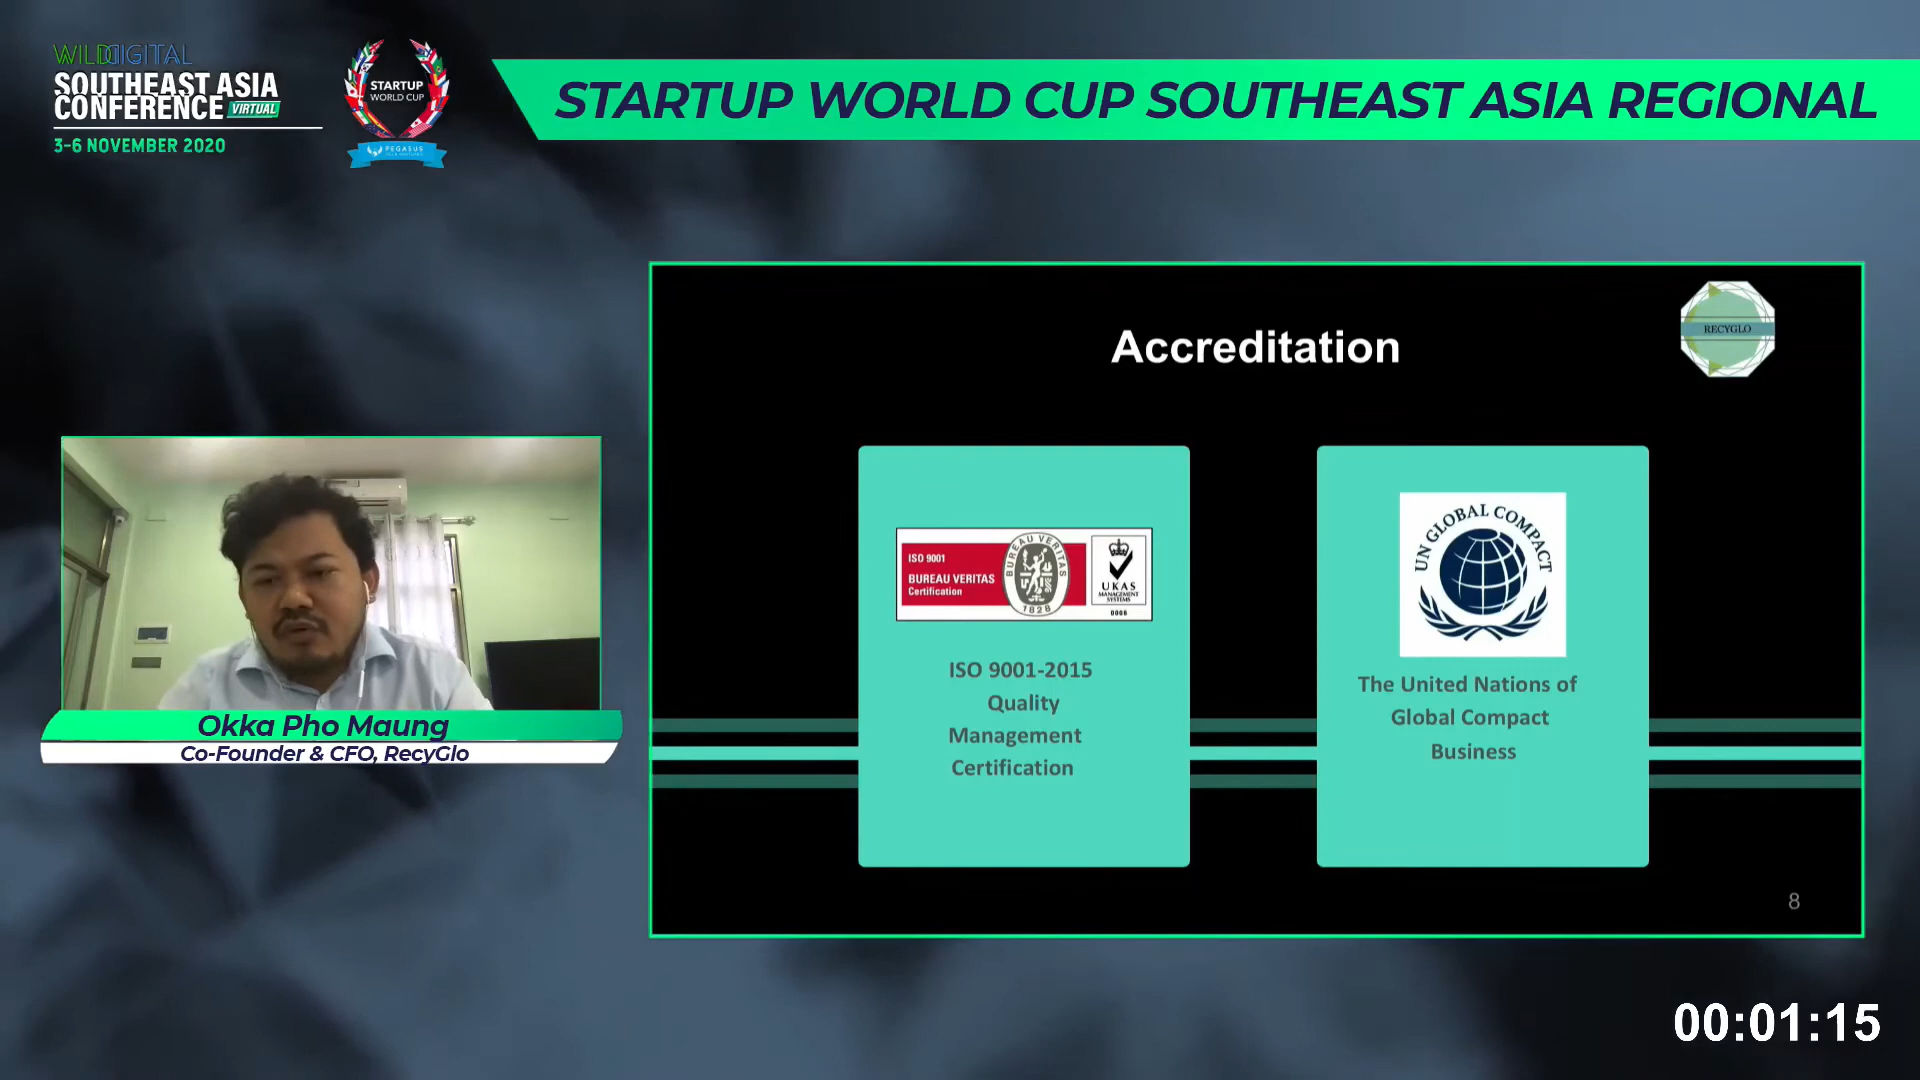 WILDDIGITAL
SOUTHEAST ASIA
CONFERENCE VIRTUAL
3-6 NOVEMBER 2020
STARTUP
WORLD CUP
PEGASUS
STARTUP WORLD CUP SOUTHEAST ASIA REGIONAL
RECYGLO
Accreditation
ISO 9001
BUREAU VERITAS
Certification
BUREAU VERITAS
1828
UKAS
MANAGEMENT
SYSTEMS
0008
ISO 9001-2015
Quality
Management
Certification
UN GLOBAL COMPACT
The United Nations of
Global Compact
Business
8
Okka Pho Maung
Co-Founder & CFO, RecyGlo
00:01:15